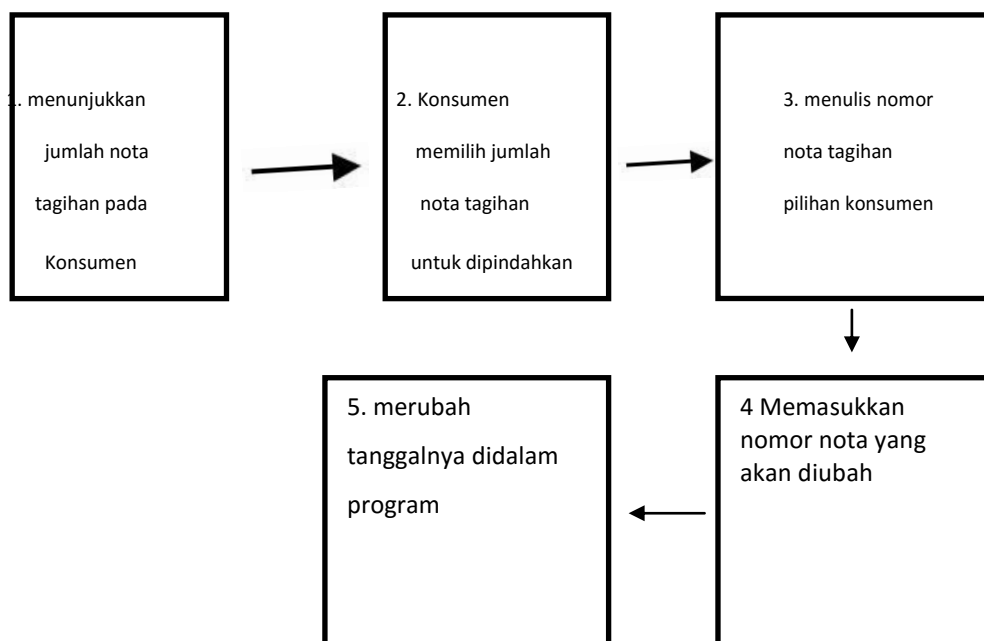 1. menunjukkan
jumlah nota
tagihan pada
Konsumen
2. Konsumen
memilih jumlah
nota tagihan
untuk dipindahkan
3. menulis nomor
nota tagihan
pilihan konsumen
4 Memasukkan
nomor nota yang
akan diubah
5. merubah
tanggalnya didalam
program